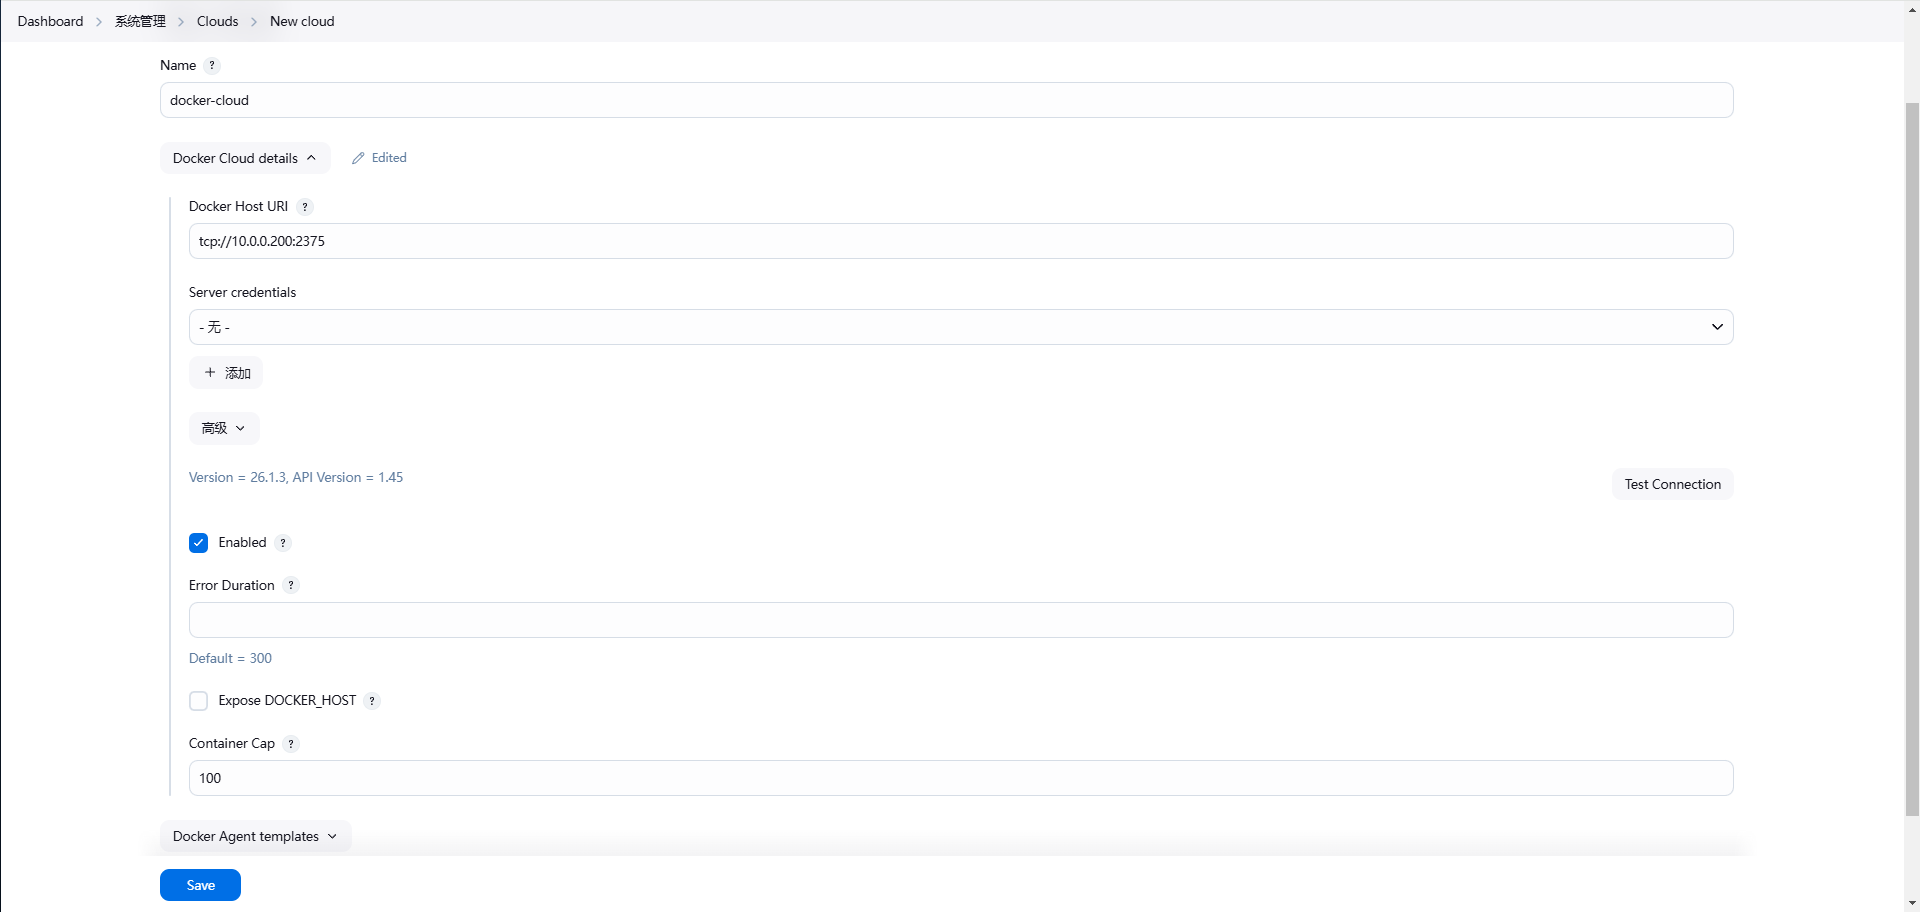 Dashboard > 系统管理 > Clouds > New cloud
Name ?
docker-cloud
Docker Cloud details Edited
Docker Host URI ?
tcp://10.0.0.200:2375
Server credentials
- 无 -
+ 添加
高级
Version = 26.1.3, API Version = 1.45
Test Connection
Enabled ?
Error Duration ?
Default = 300
Expose DOCKER_HOST ?
Container Cap ?
100
Docker Agent templates
Save